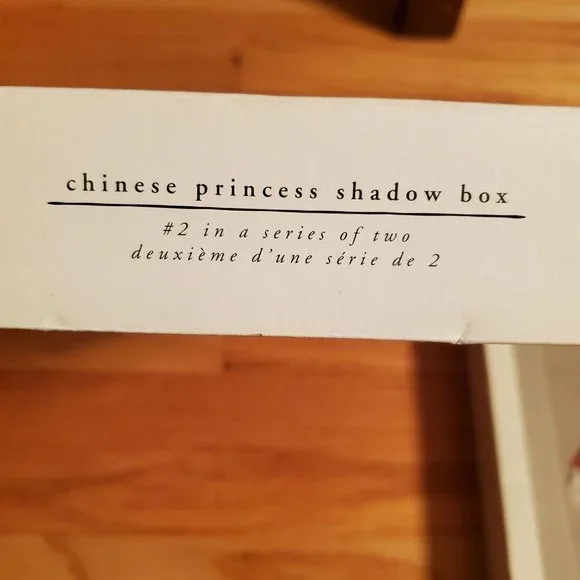 chinese princess shadow box
#2 in a series of two
deuxième d'une série de 2